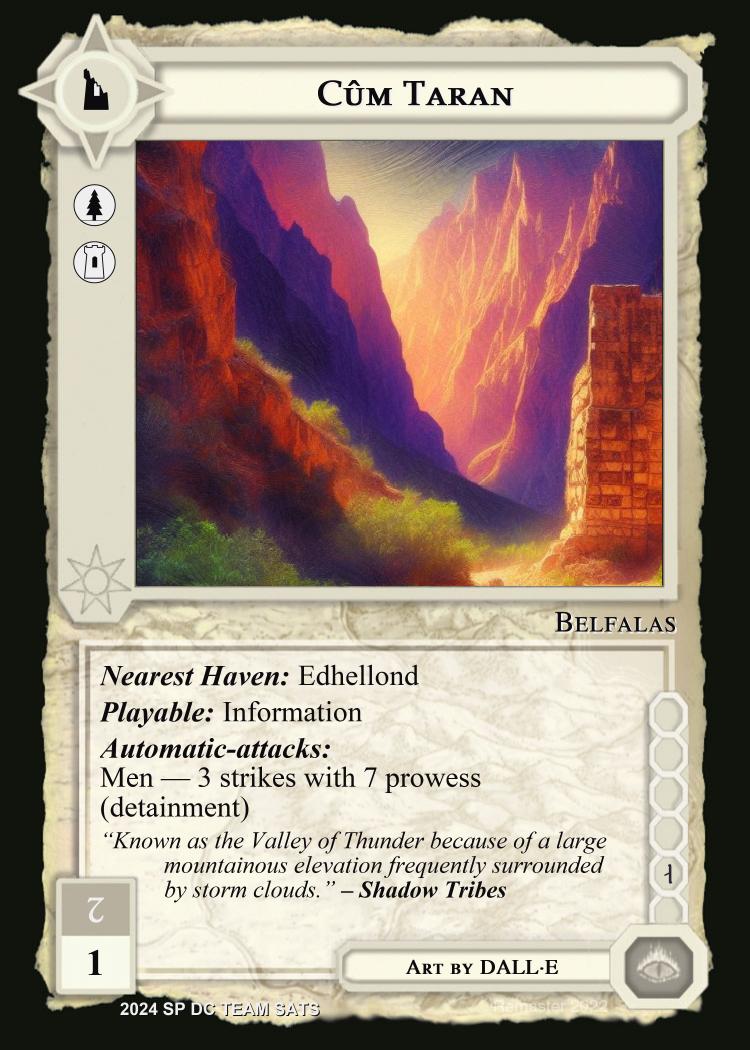 Cûm Taran
Belfalas
Nearest Haven: Edhellond
Playable: Information
Automatic-attacks:
Men — 3 strikes with 7 prowess
(detainment)
“Known as the Valley of Thunder because of a large
mountainous elevation frequently surrounded
by storm clouds.” – Shadow Tribes
1
Art by DALL·E
2024 SP DC TEAM SATS
Remaster 2022